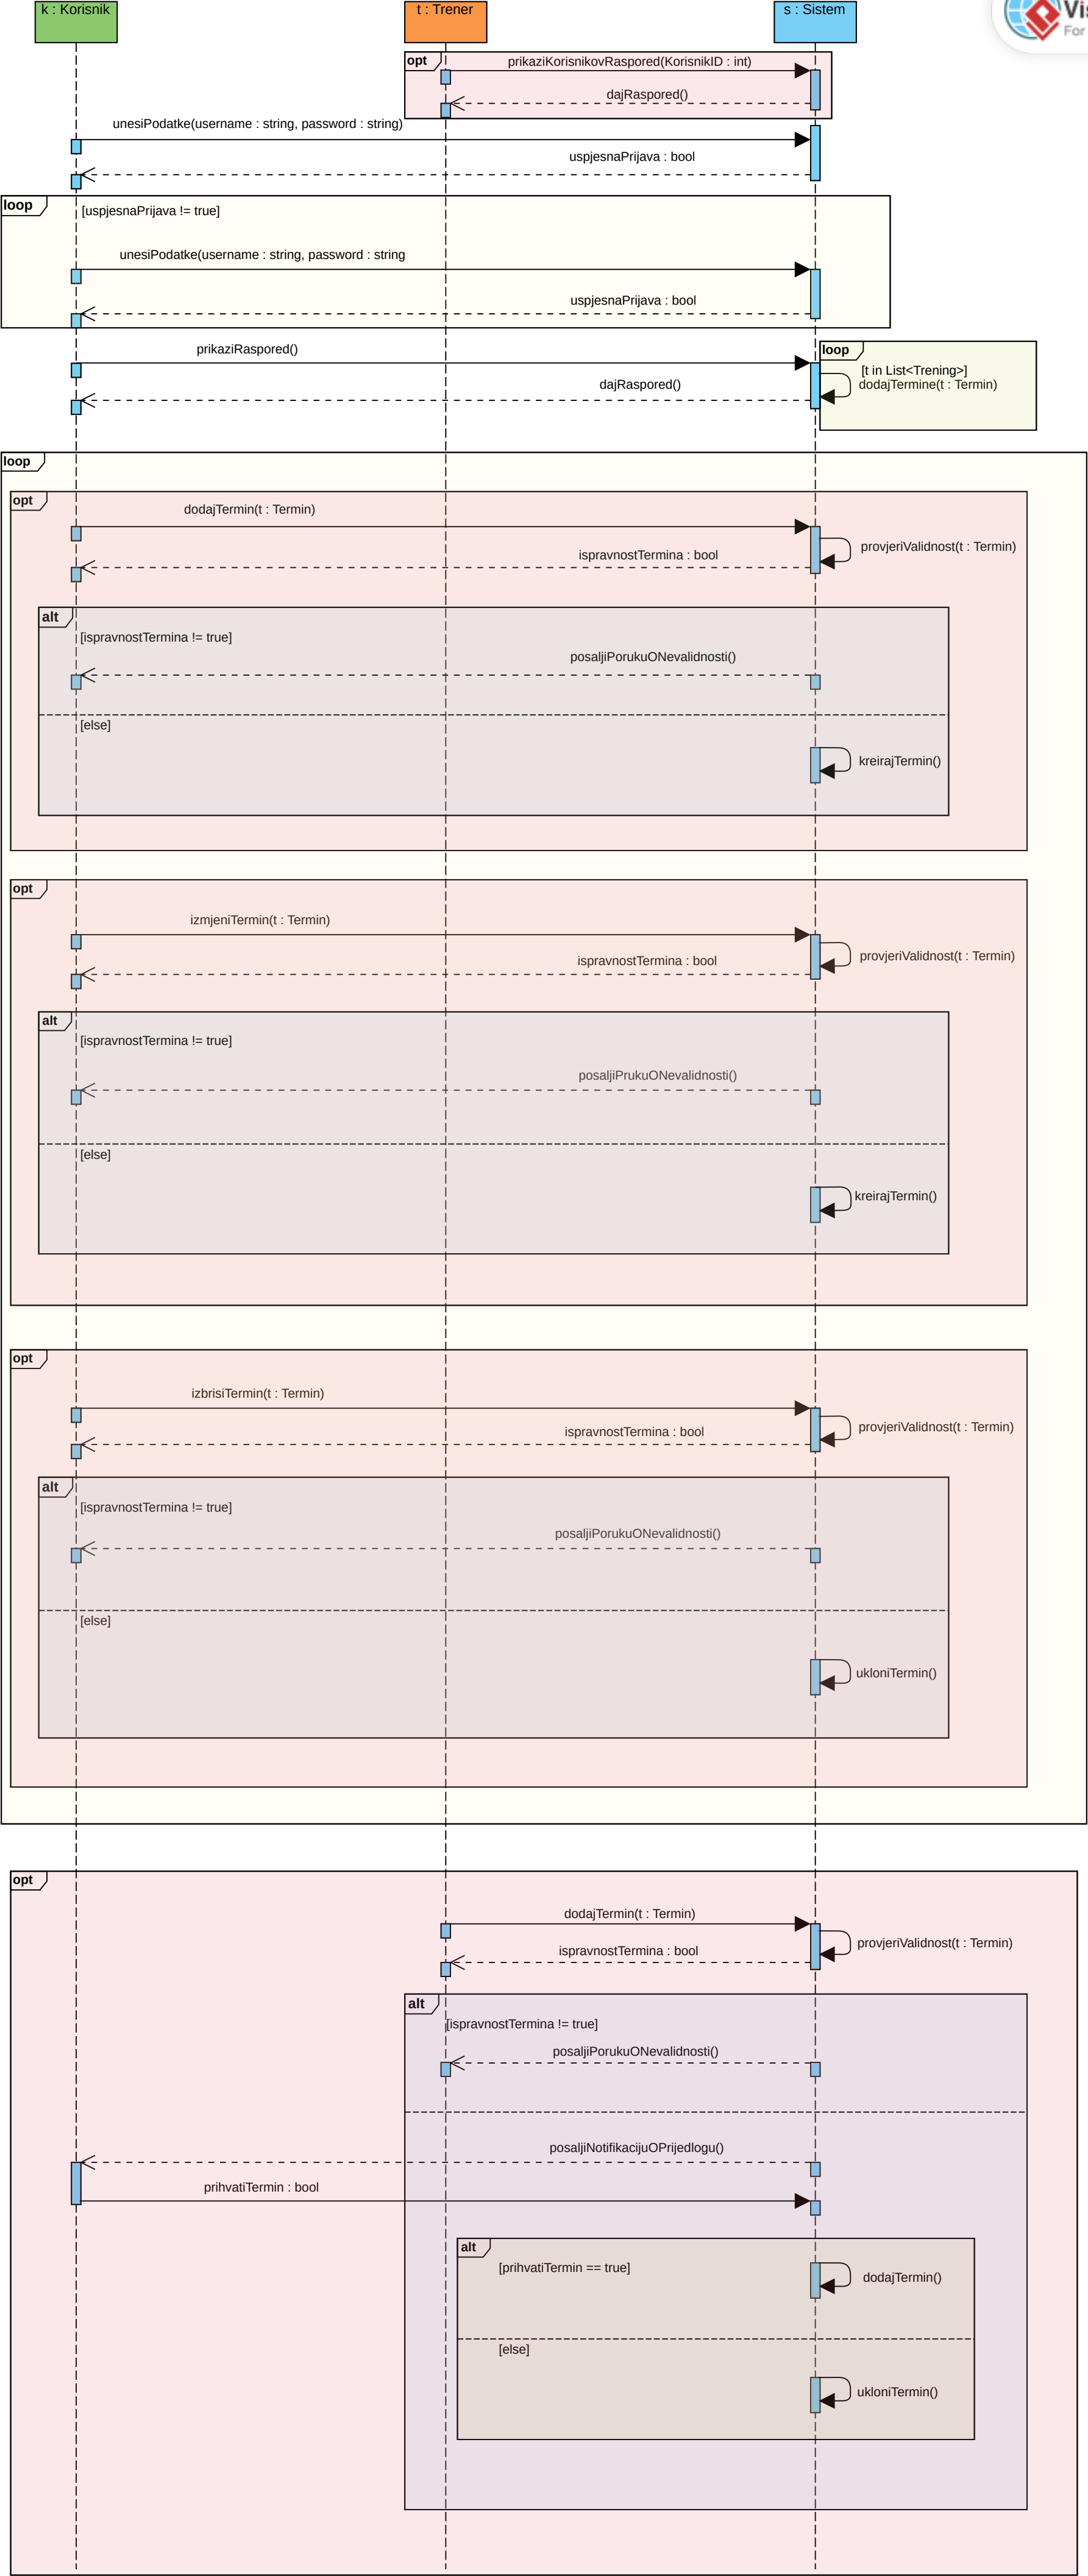 k : Korisnik
t : Trener
s : Sistem
For
opt
prikaziKorisnikovRaspored(KorisnikID : int)
dajRaspored()
unesiPodatke(username : string, password : string)
uspjesnaPrijava : bool
loop
[uspjesnaPrijava != true]
unesiPodatke(username : string, password : string
uspjesnaPrijava : bool
prikaziRaspored()
loop
[t in List<Trening>]
dodajTermine(t : Termin)
dajRaspored()
loop
opt
dodajTermin(t : Termin)
provjeriValidnost(t : Termin)
ispravnostTermina : bool
alt
[ispravnostTermina != true]
posaljiPorukuONevalidnosti()
[else]
kreirajTermin()
opt
izmjeniTermin(t : Termin)
provjeriValidnost(t : Termin)
ispravnostTermina : bool
alt
[ispravnostTermina != true]
posaljiPrukuONevalidnosti()
[else]
kreirajTermin()
opt
izbrisiTermin(t : Termin)
provjeriValidnost(t : Termin)
ispravnostTermina : bool
alt
[ispravnostTermina != true]
posaljiPorukuONevalidnosti()
[else]
ukloniTermin()
opt
dodajTermin(t : Termin)
provjeriValidnost(t : Termin)
ispravnostTermina : bool
alt
[ispravnostTermina != true]
posaljiPorukuONevalidnosti()
posaljiNotifikacijuOPrijedlogu()
prihvatiTermin : bool
alt
[prihvatiTermin == true]
dodajTermin()
[else]
ukloniTermin()